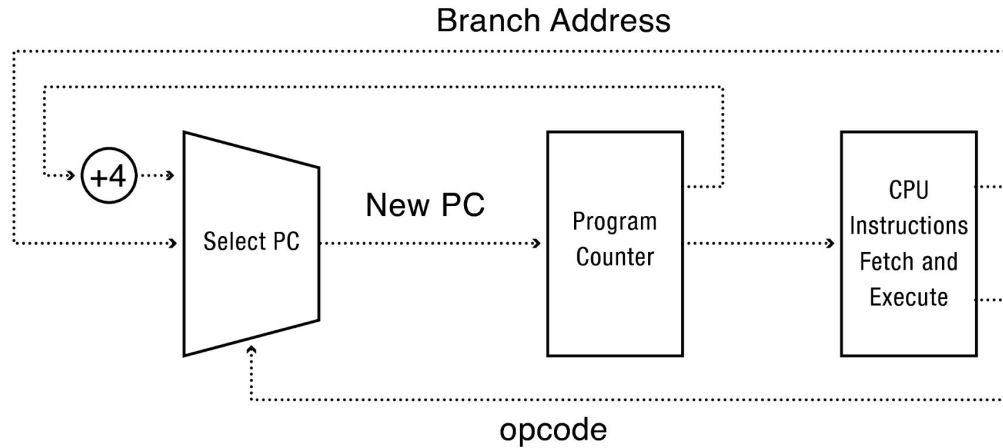 Branch Address
+4
Select PC
New PC
Program
Counter
CPU
Instructions
Fetch and
Execute
opcode